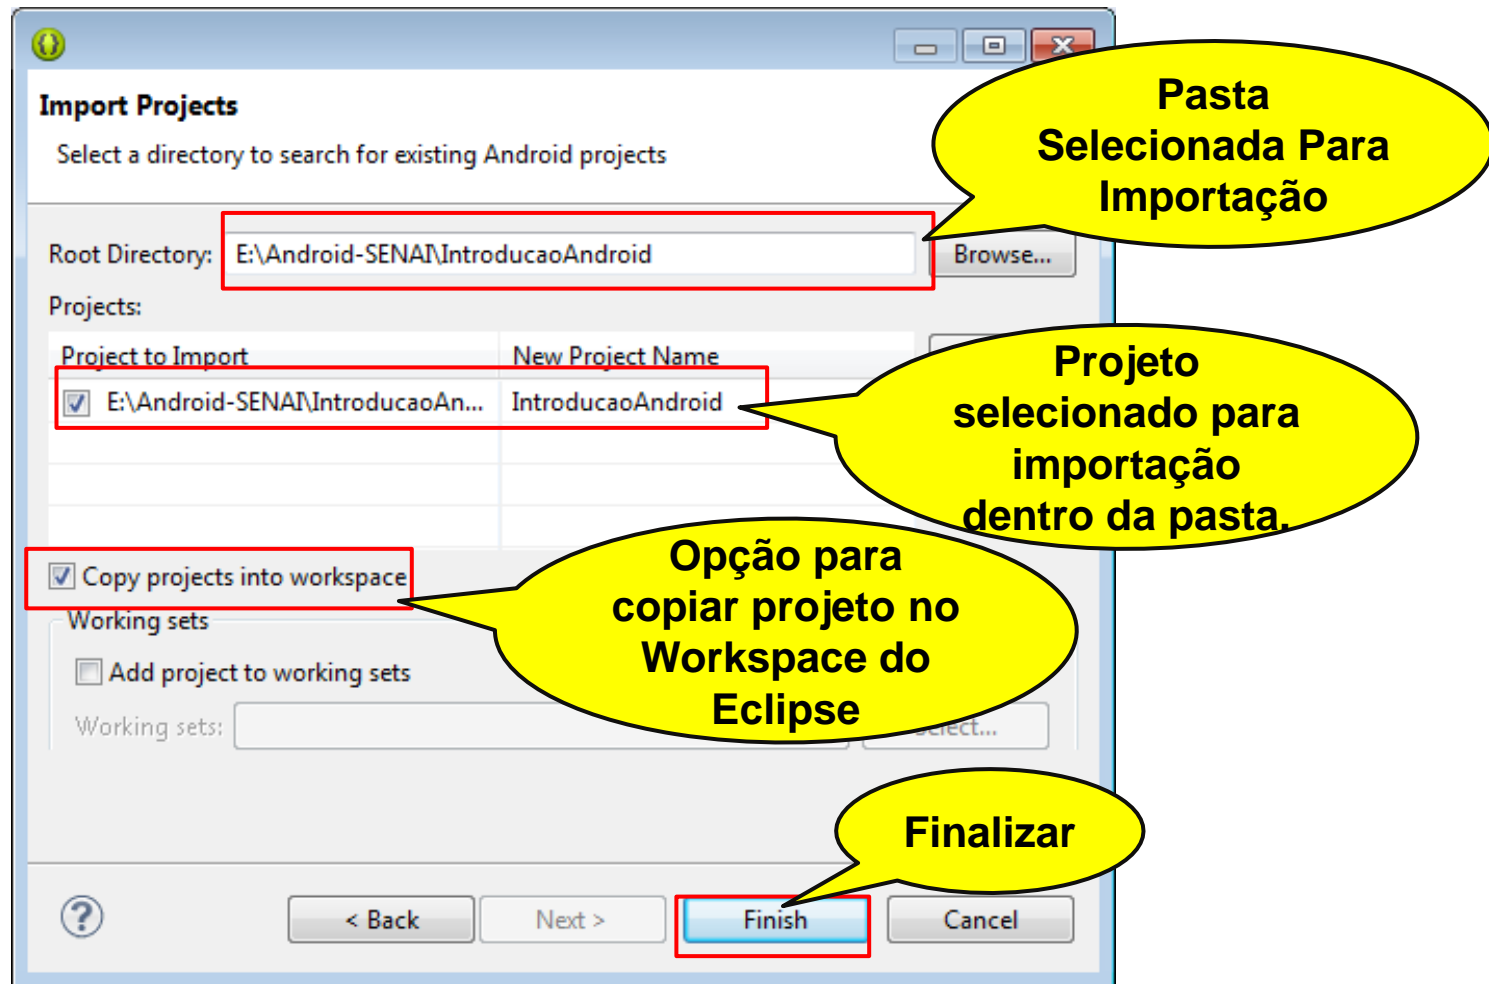 Import Projects
Select a directory to search for existing Android projects
Pasta
Selecionada Para
Importação
Root Directory: E:\Android-SENAI\IntroducaoAndroid Browse...
Projects:
Project to Import New Project Name
E:\Android-SENAI\IntroducaoAn... IntroducaoAndroid
Projeto
selecionado para
importação
dentro da pasta.
Copy projects into workspace
Opção para
copiar projeto no
Workspace do
Eclipse
Working sets
Add project to working sets
Working sets:
Finalizar
< Back Next > Finish Cancel